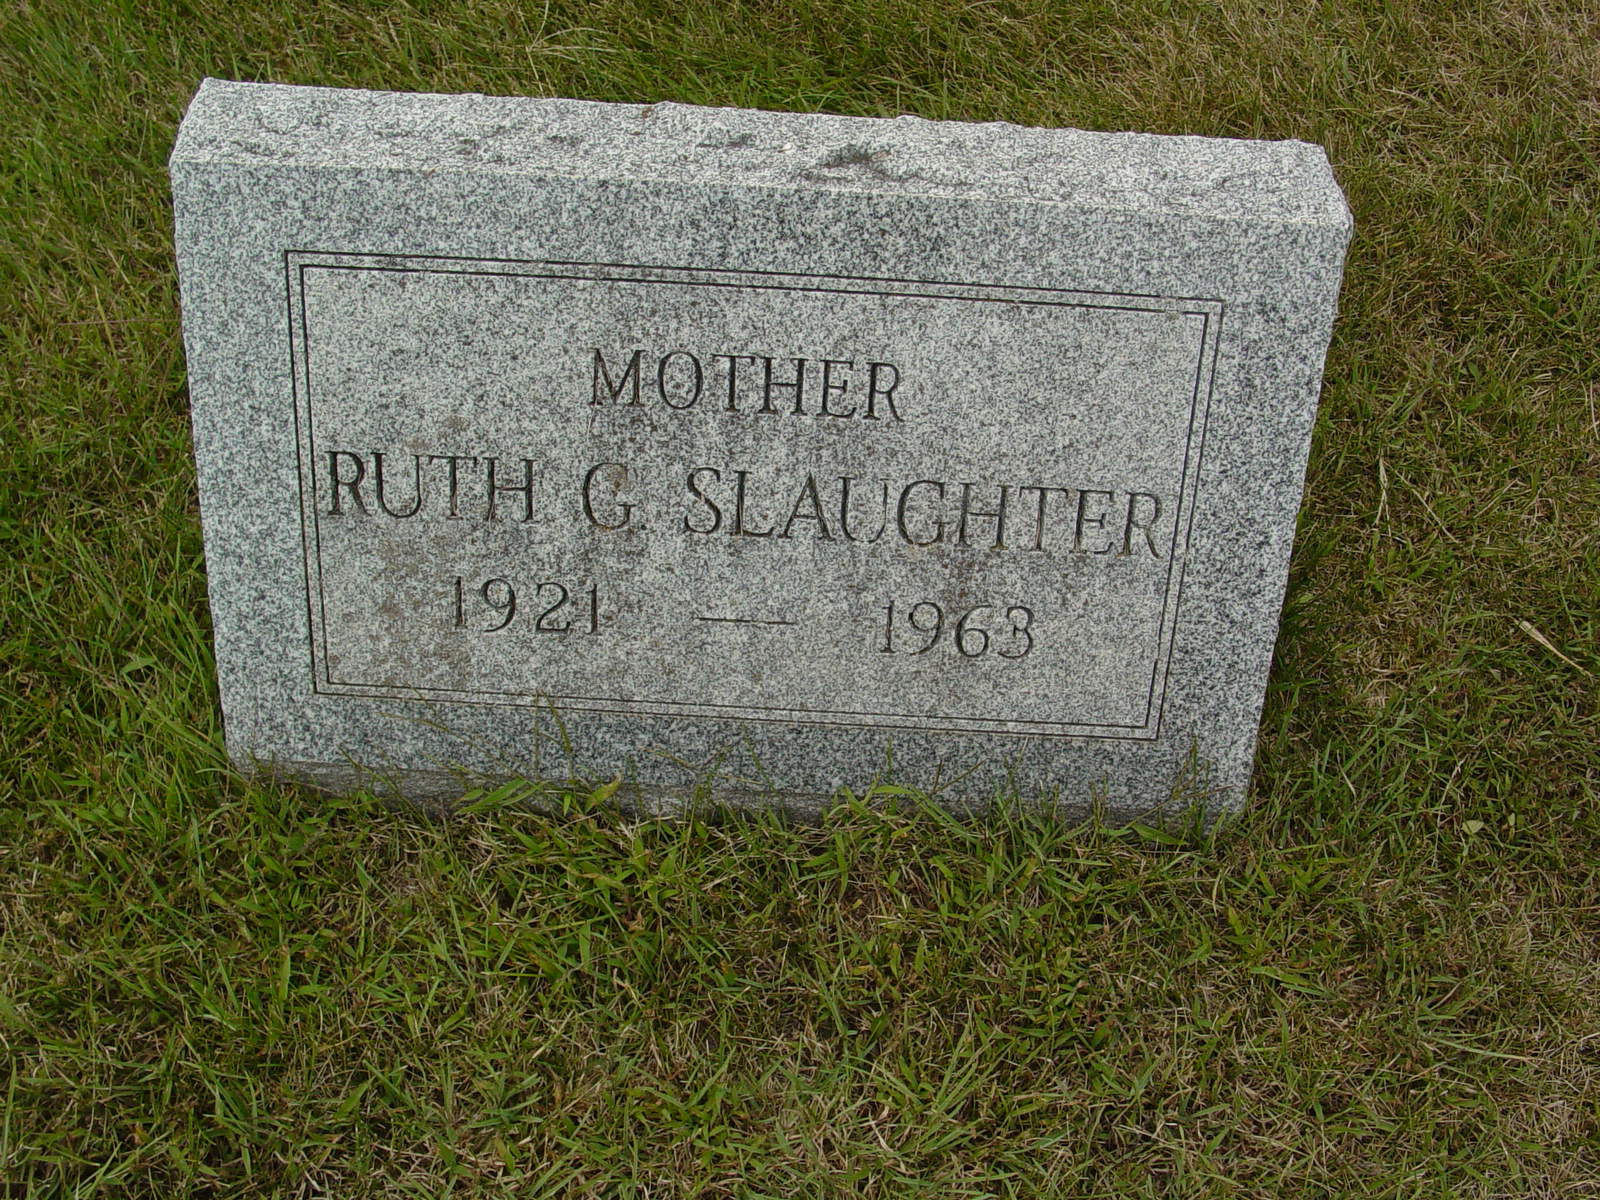 MOTHER
RUTH G. SLAUGHTER
1921 — 1963